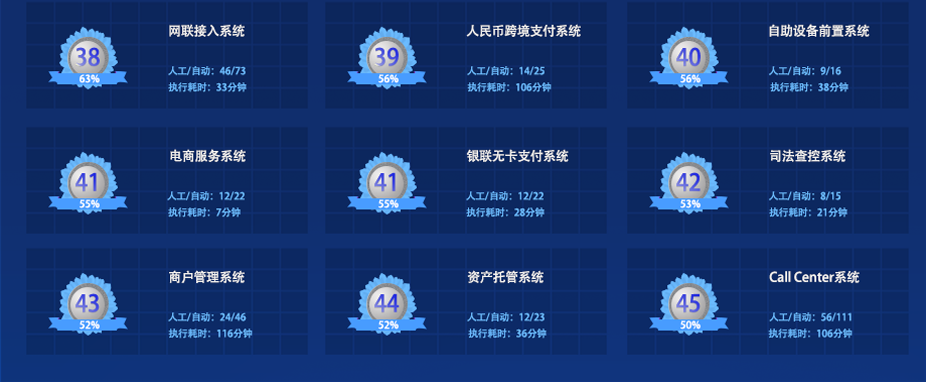 网联接入系统
38
63%
人工/自动：46/73
执行耗时：33分钟
人民币跨境支付系统
39
56%
人工/自动：14/25
执行耗时：106分钟
自助设备前置系统
40
56%
人工/自动：9/16
执行耗时：38分钟
电商服务系统
41
55%
人工/自动：12/22
执行耗时：7分钟
银联无卡支付系统
41
55%
人工/自动：12/22
执行耗时：28分钟
司法查控系统
42
53%
人工/自动：8/15
执行耗时：21分钟
商户管理系统
43
52%
人工/自动：24/46
执行耗时：116分钟
资产托管系统
44
52%
人工/自动：12/23
执行耗时：36分钟
Call Center系统
45
50%
人工/自动：56/111
执行耗时：106分钟